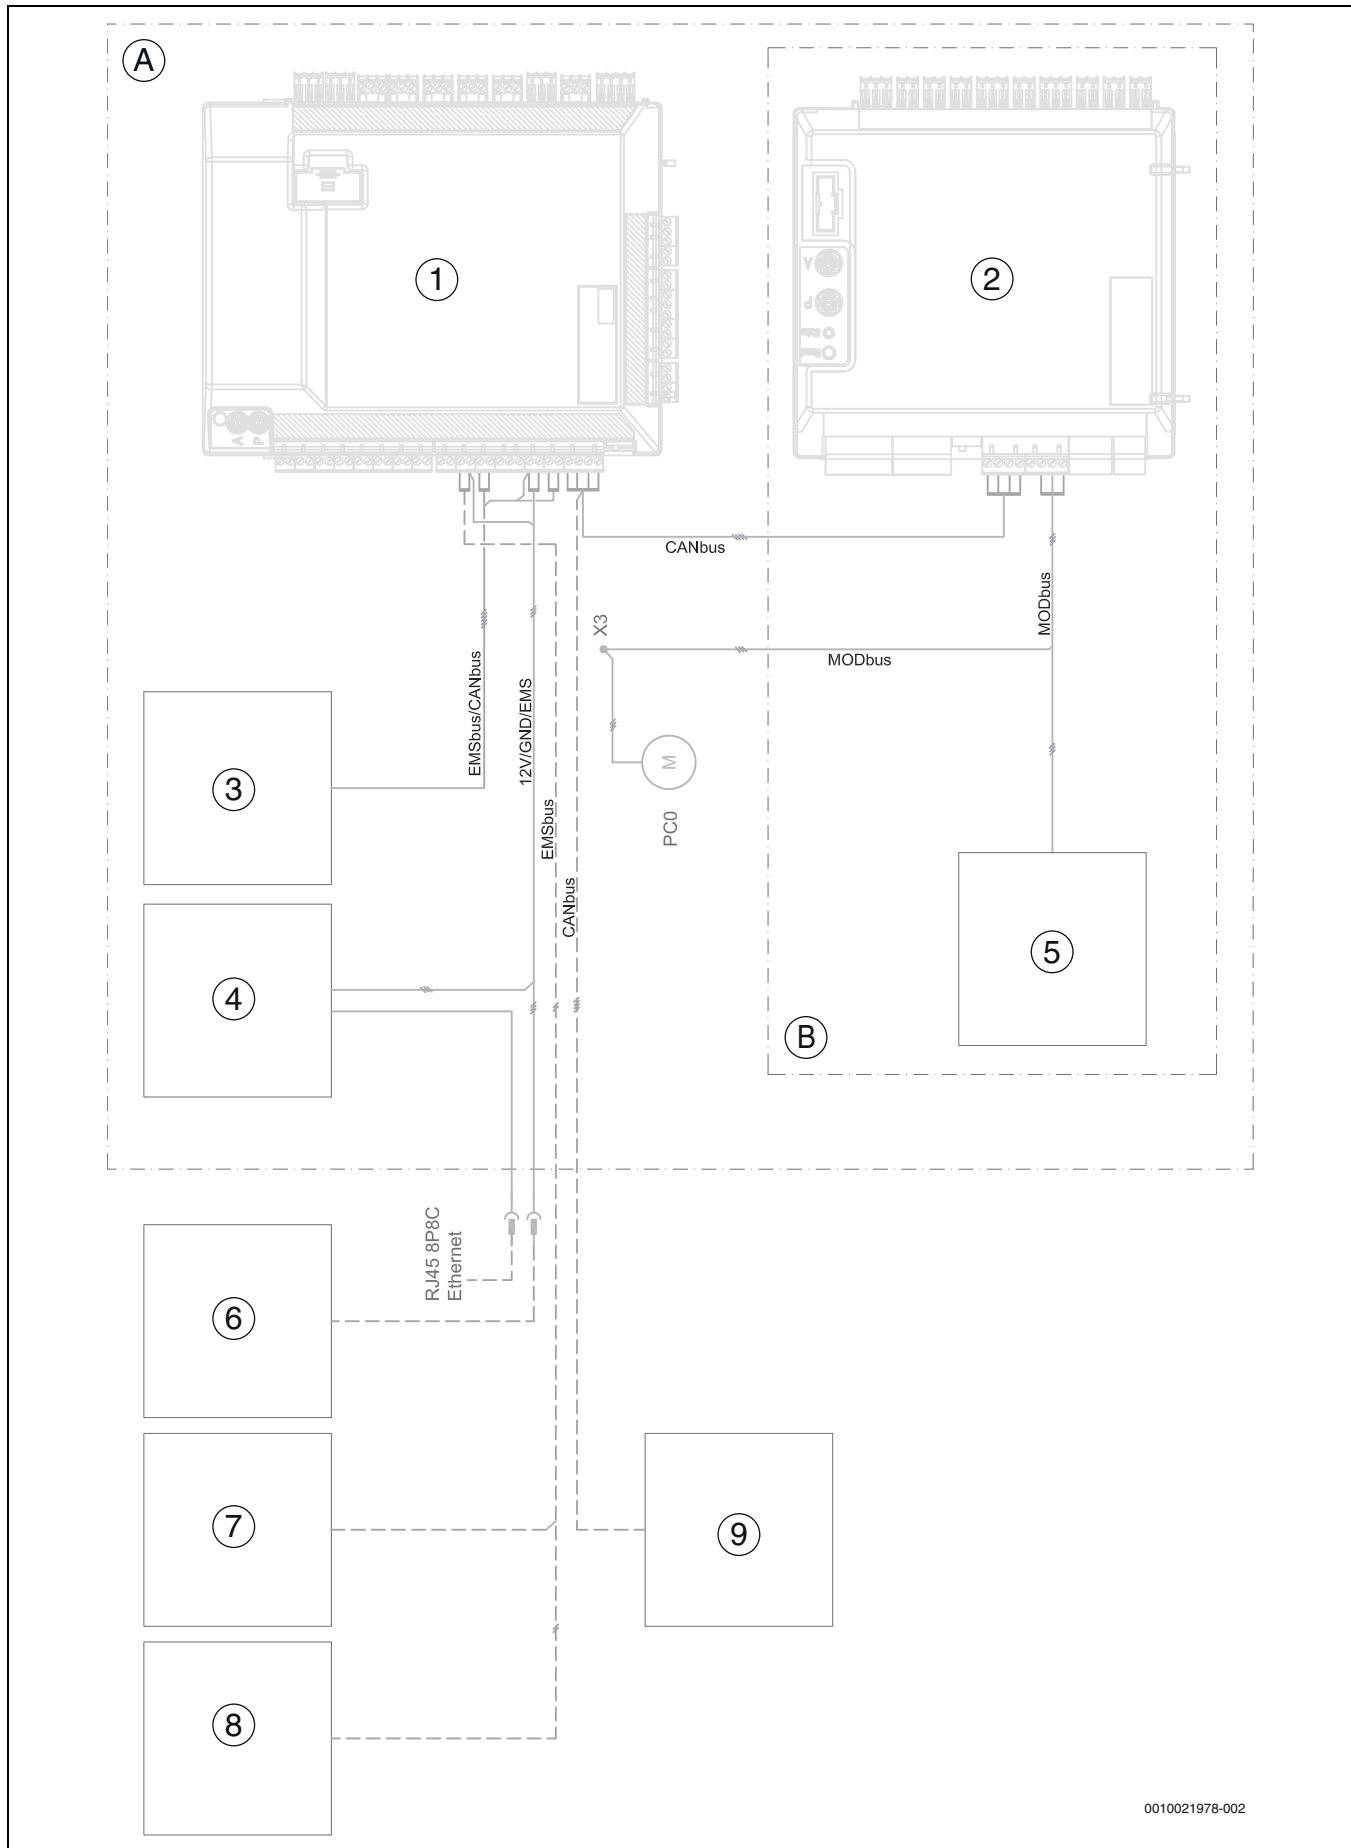 A
1
2
A
P
A
P
CANbus
MODbus
X3
MODbus
EMSbus/CANbus
12V/GND/EMS
3
M
PC0
EMSbus
CANbus
4
5
B
RJ45 8P8C
Ethernet
6
7
9
8
0010021978-002